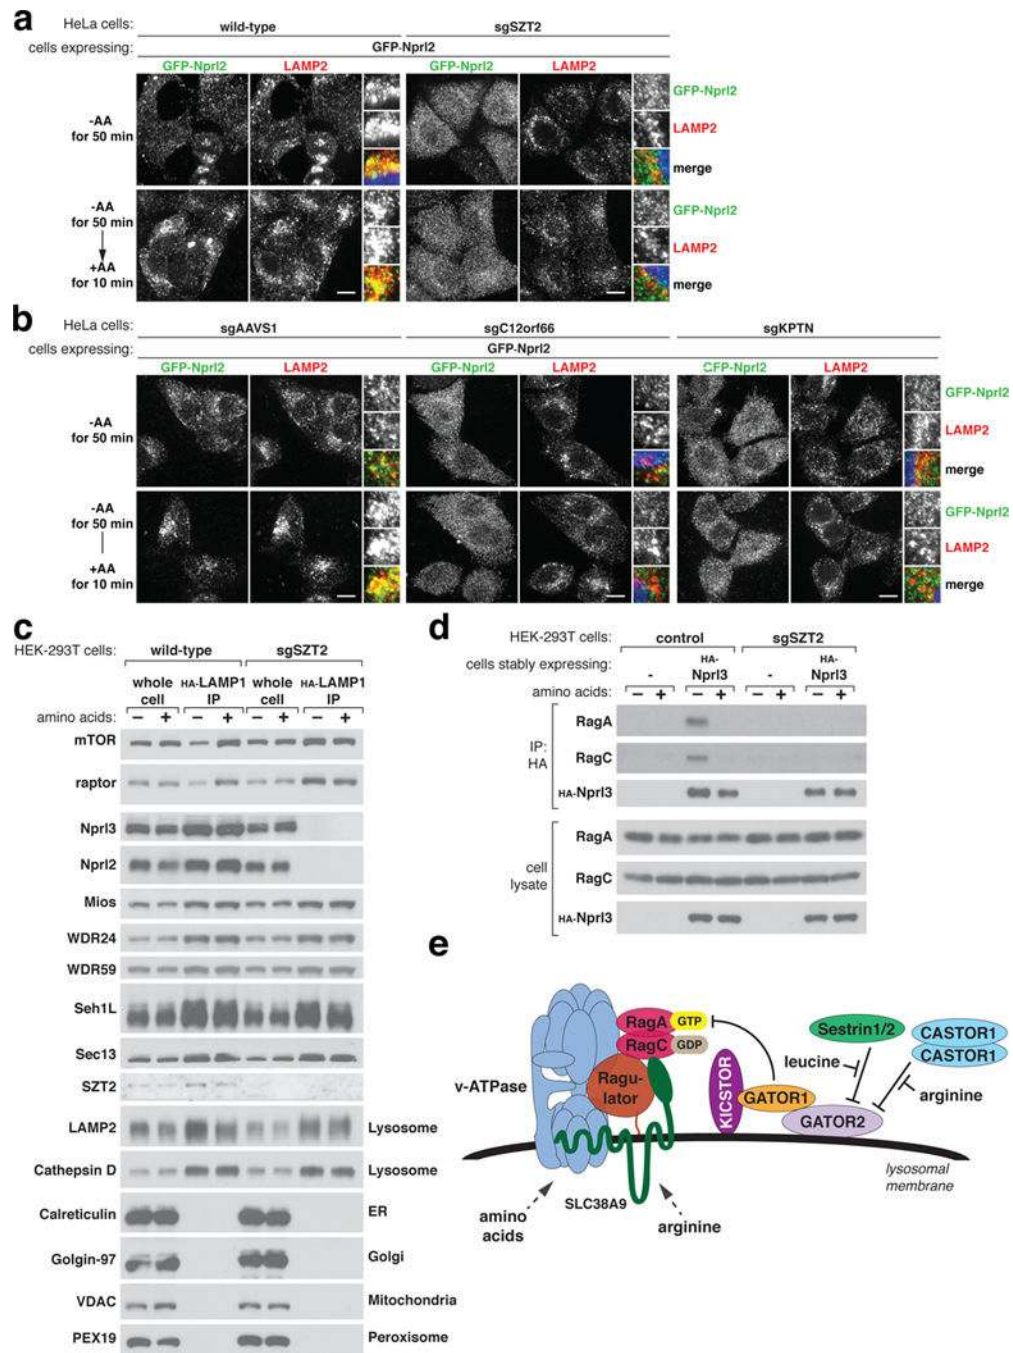 a
HeLa cells: wild-type sgSZT2
cells expressing: GFP-Nprl2
GFP-Nprl2 LAMP2 GFP-Nprl2 LAMP2
GFP-Nprl2
-AA
for 50 min
LAMP2
merge
-AA
for 50 min
GFP-Nprl2
LAMP2
+AA
for 10 min
merge
b
HeLa cells: sgAAVS1 sgC12orf66 sgKPTN
cells expressing: GFP-Nprl2
GFP-Nprl2 LAMP2 GFP-Nprl2 LAMP2 GFP-Nprl2 LAMP2
GFP-Nprl2
-AA
for 50 min
LAMP2
merge
-AA
for 50 min
GFP-Nprl2
LAMP2
+AA
for 10 min
merge
c
HEK-293T cells: wild-type sgSZT2
whole cell HA-LAMP1 IP whole cell HA-LAMP1 IP
amino acids: − + − + − + − +
mTOR
raptor
Nprl3
Nprl2
Mios
WDR24
WDR59
Seh1L
Sec13
SZT2
LAMP2 Lysosome
Cathepsin D Lysosome
Calreticulin ER
Golgin-97 Golgi
VDAC Mitochondria
PEX19 Peroxisome
d
HEK-293T cells: control sgSZT2
cells stably expressing: - HA-Nprl3 - HA-Nprl3
amino acids: − + − + − + − +
IP:
HA
RagA
RagC
HA-Nprl3
cell
lysate
RagA
RagC
HA-Nprl3
e
v-ATPase
RagA GTP
RagC GDP
Ragu-
lator
SLC38A9
amino
acids
arginine
KICSTOR
GATOR1
GATOR2
Sestrin1/2
leucine
CASTOR1
CASTOR1
arginine
lysosomal
membrane